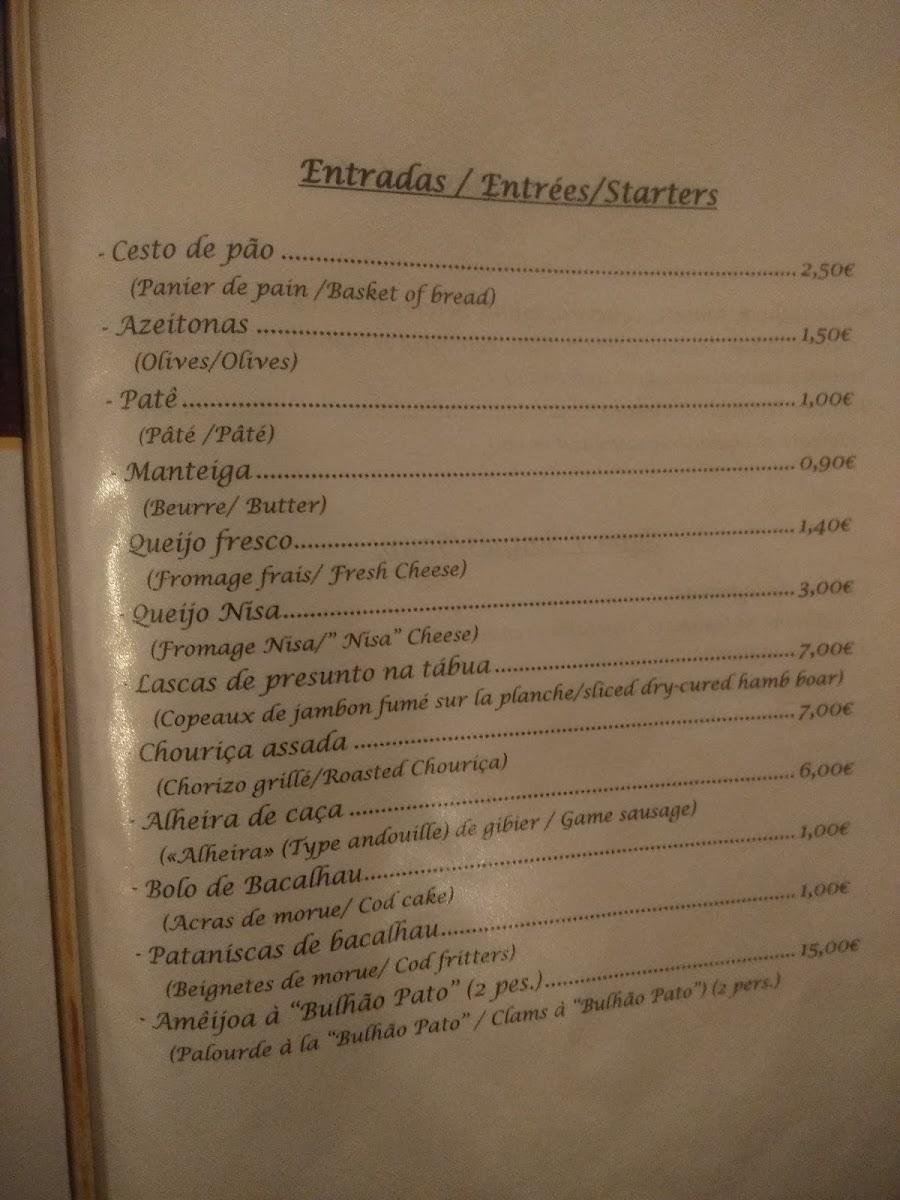 Entradas / Entrées/Starters
- Cesto de pão ........................................................................ 2,50€
(Panier de pain /Basket of bread)
- Azeitonas ........................................................................ 1,50€
(Olives/Olives)
- Patê ........................................................................ 1,00€
(Pâté /Pâté)
- Manteiga ........................................................................ 0,90€
(Beurre/ Butter)
Queijo fresco ........................................................................ 1,40€
(Fromage frais/ Fresh Cheese)
- Queijo Nisa ........................................................................ 3,00€
(Fromage Nisa/" Nisa" Cheese)
- Lascas de presunto na tábua ........................................................ 7,00€
(Copeaux de jambon fumé sur la planche/sliced dry-cured hamb boar)
Chouriça assada ........................................................................ 7,00€
(Chorizo grillé/Roasted Chouriça)
- Alheira de caça ........................................................................ 6,00€
(«Alheira» (Type andouille) de gibier / Game sausage)
- Bolo de Bacalhau ........................................................................ 1,00€
(Acras de morue/ Cod cake)
- Pataniscas de bacalhau ............................................................ 1,00€
(Beignetes de morue/ Cod fritters)
- Amêijoa à "Bulhão Pato" (2 pes.) ........................................ 15,00€
(Palourde à la "Bulhão Pato" / Clams à "Bulhão Pato") (2 pers.)